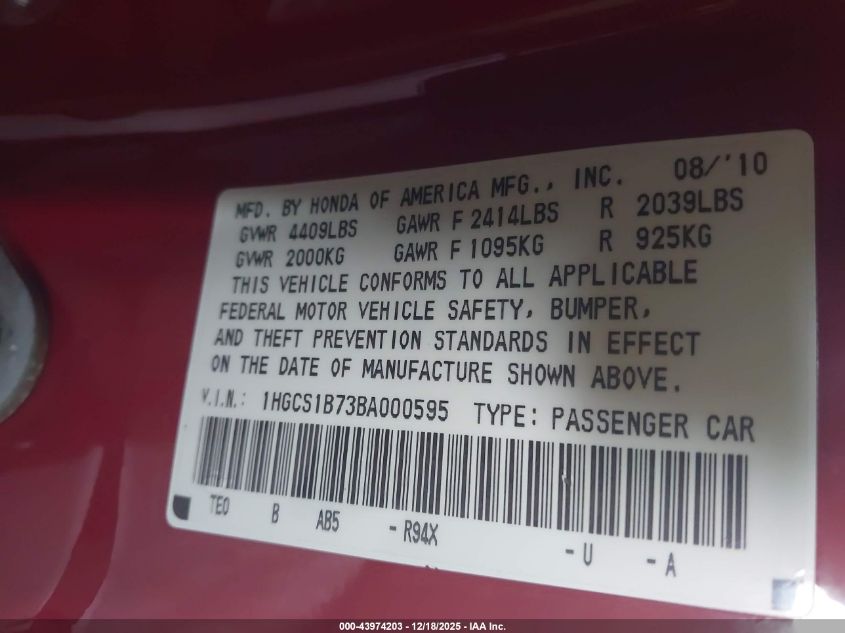 MFD. BY HONDA OF AMERICA MFG., INC. 08/'10
GVWR 4409LBS GAWR F 2414LBS R 2039LBS
GVWR 2000KG GAWR F 1095KG R 925KG
THIS VEHICLE CONFORMS TO ALL APPLICABLE
FEDERAL MOTOR VEHICLE SAFETY, BUMPER,
AND THEFT PREVENTION STANDARDS IN EFFECT
ON THE DATE OF MANUFACTURE SHOWN ABOVE.
V.I.N.: 1HGCS1B73BA000595 TYPE: PASSENGER CAR
TE0 B AB5 - R94X - U - A
000-43974203 - 12/18/2025 - IAA Inc.